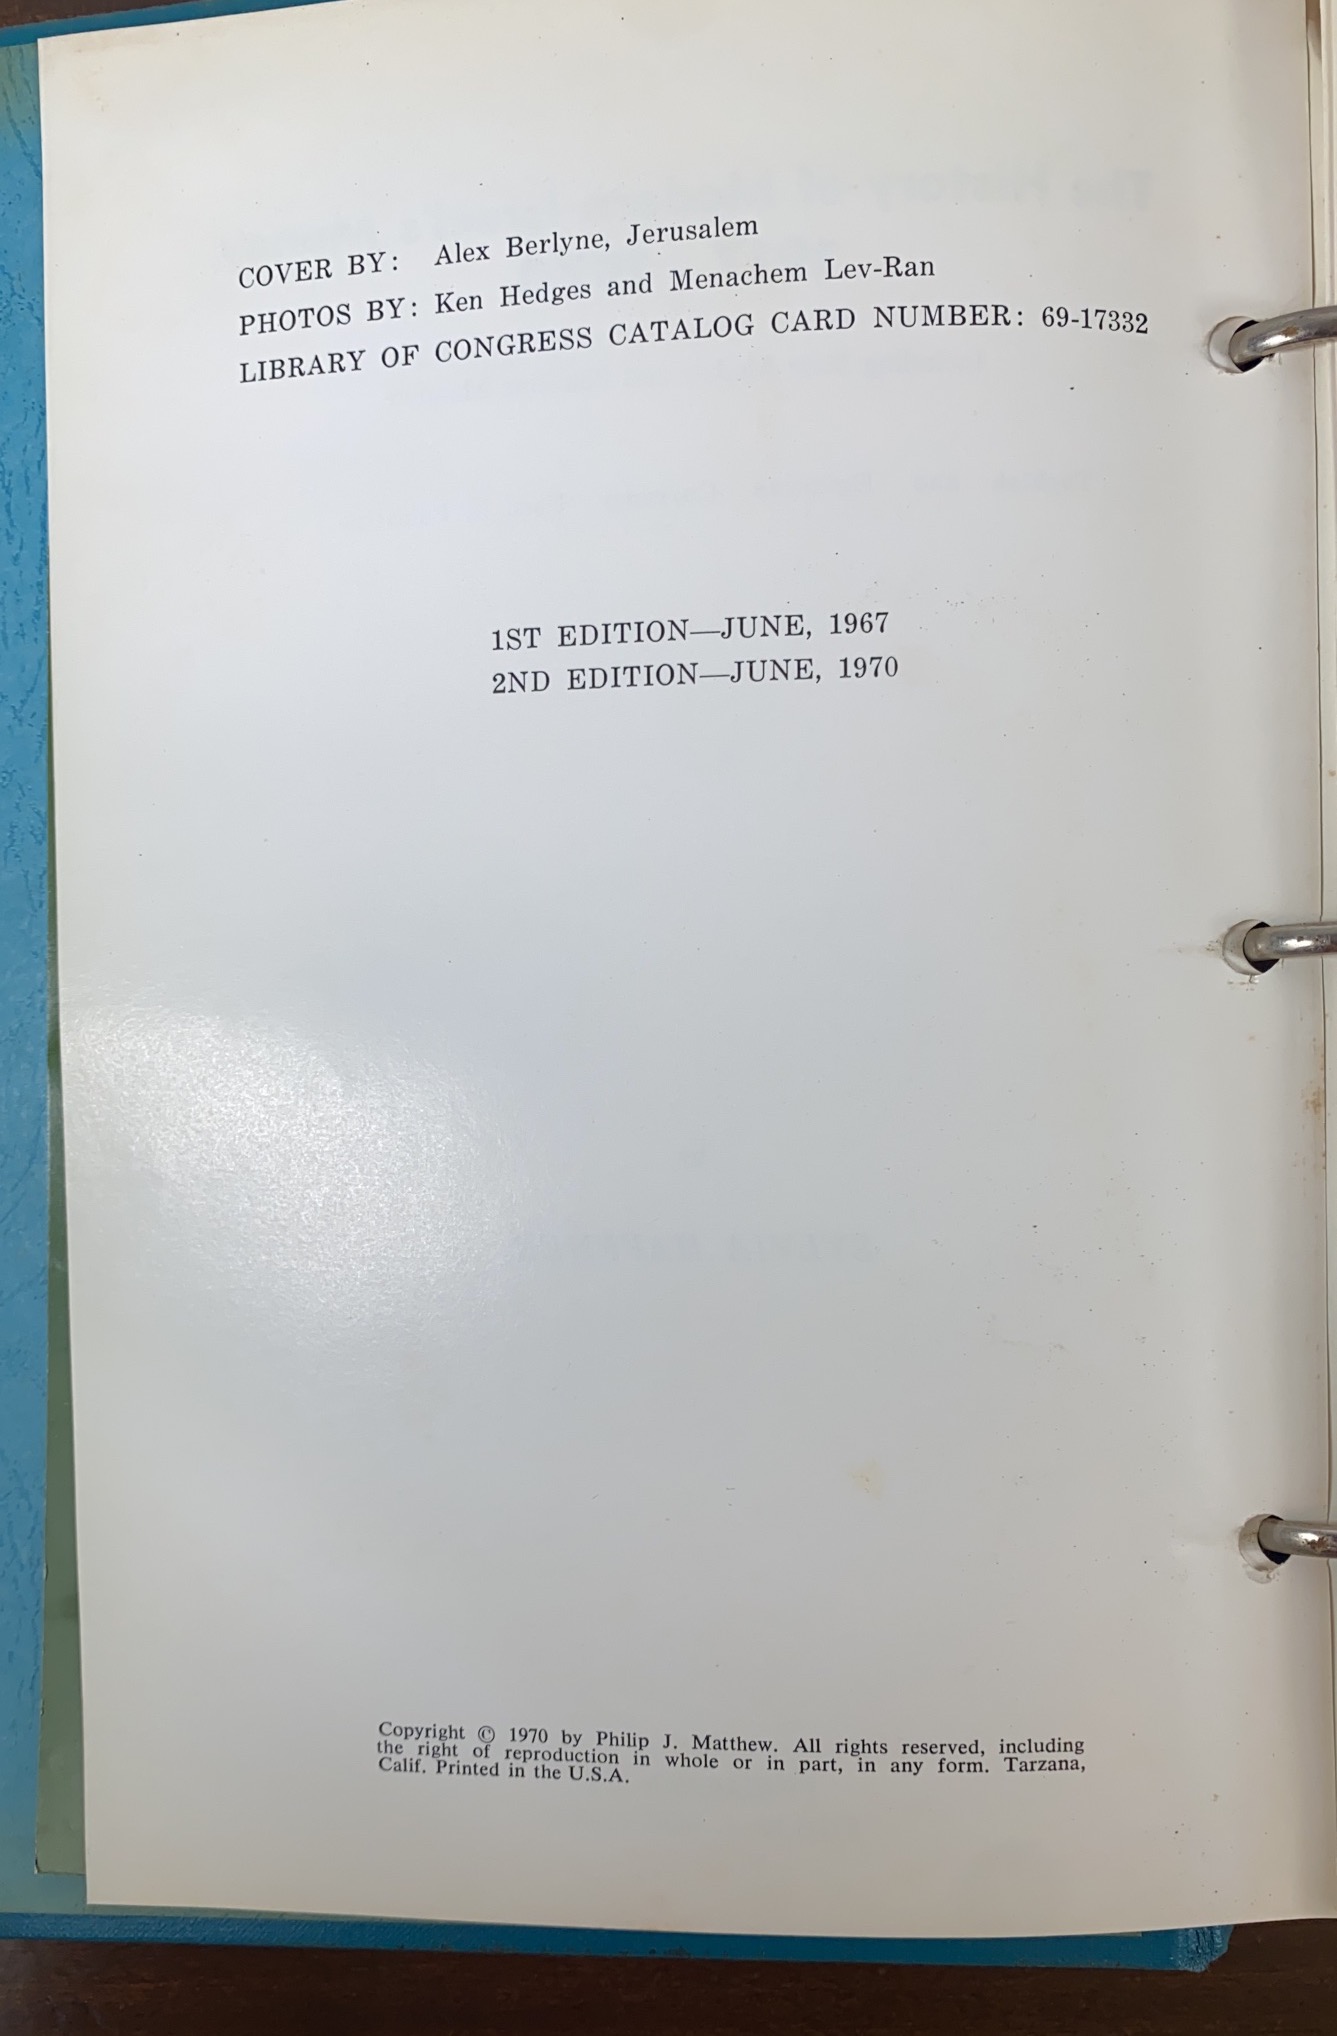 COVER BY: Alex Berlyne, Jerusalem
PHOTOS BY: Ken Hedges and Menachem Lev-Ran
LIBRARY OF CONGRESS CATALOG CARD NUMBER: 69-17332
1ST EDITION—JUNE, 1967
2ND EDITION—JUNE, 1970
Copyright © 1970 by Philip J. Matthew. All rights reserved, including
the right of reproduction in whole or in part, in any form. Tarzana,
Calif. Printed in the U.S.A.